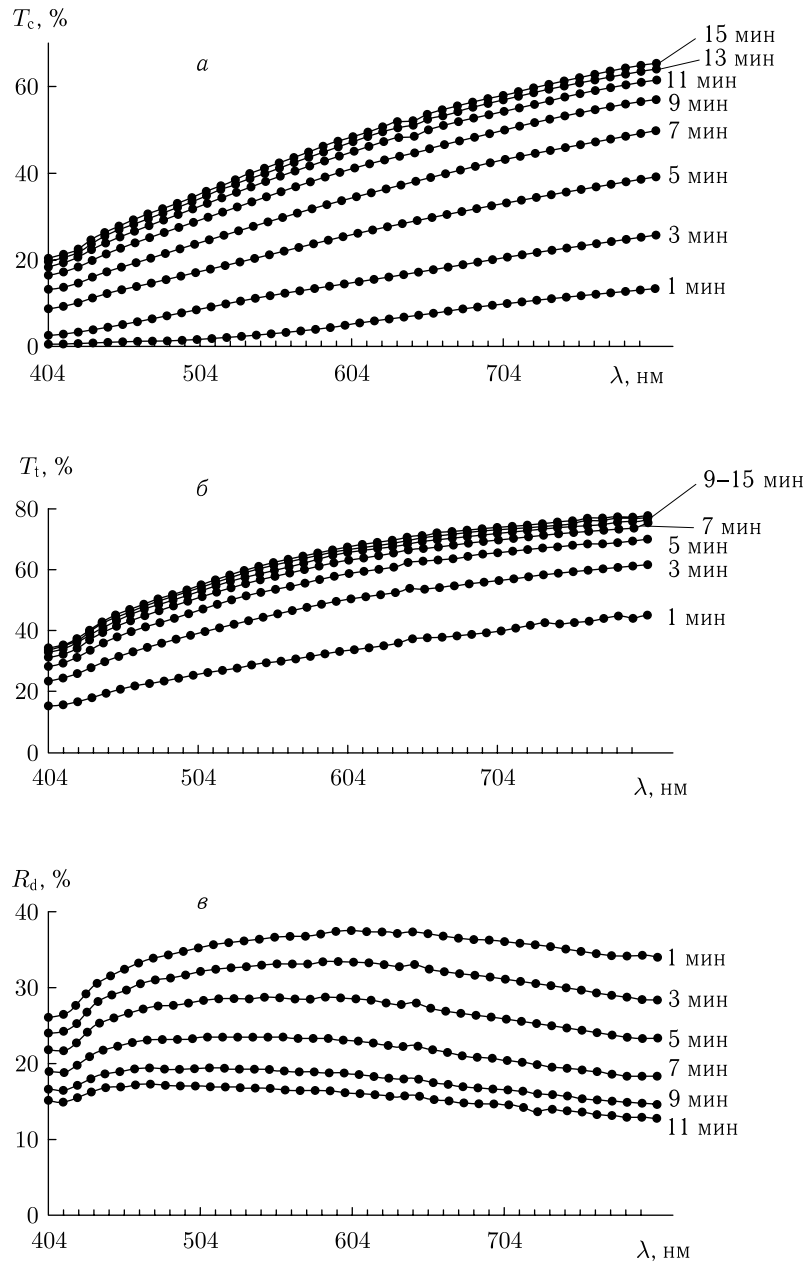 T_c, %
а
60
40
20
0
404
504
604
704
λ, нм
15 мин
13 мин
11 мин
9 мин
7 мин
5 мин
3 мин
1 мин
T_t, %
б
80
60
40
20
0
404
504
604
704
λ, нм
9–15 мин
7 мин
5 мин
3 мин
1 мин
R_d, %
в
40
30
20
10
0
404
504
604
704
λ, нм
1 мин
3 мин
5 мин
7 мин
9 мин
11 мин